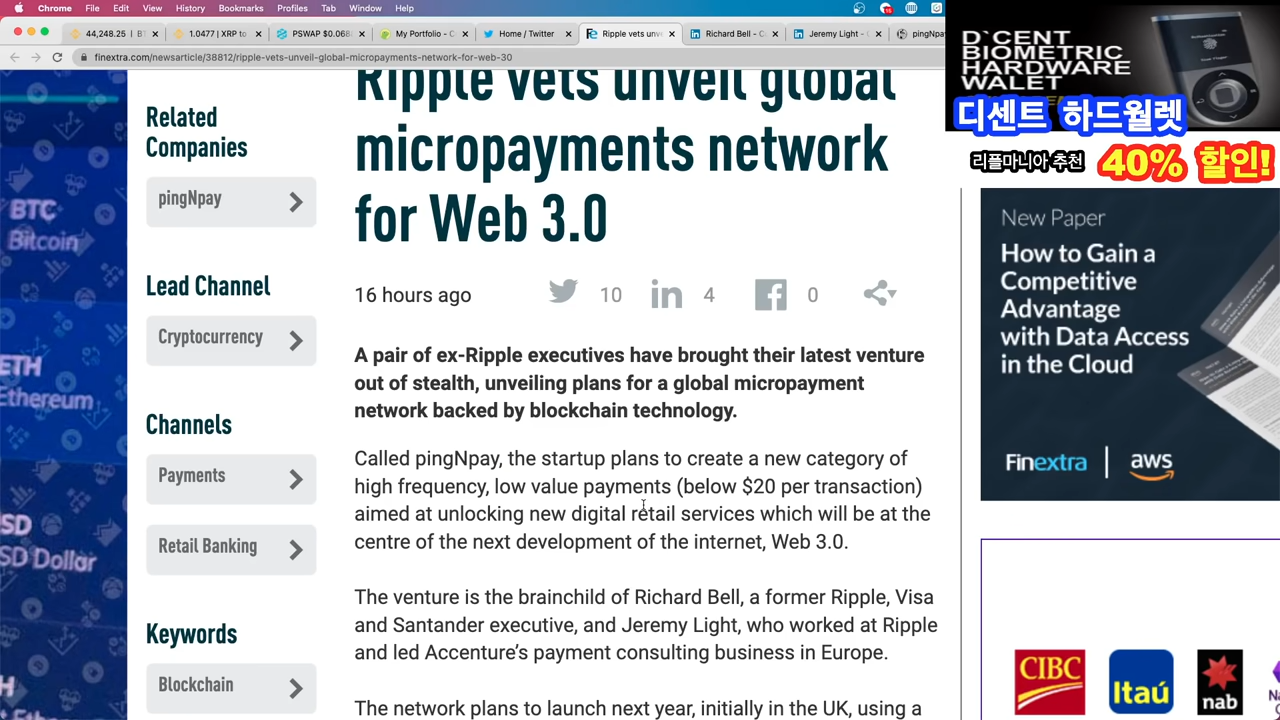 Chrome File Edit View History Bookmarks Profiles Tab Window Help
44,248.25 | BT
1.0477 | XRP to
PSWAP $0.068
My Portfolio - C
Home / Twitter
Ripple vets unv
Richard Bell - C
Jeremy Light - C
pingNpay
finextra.com/newsarticle/38812/ripple-vets-unveil-global-micropayments-network-for-web-30
D`CENT
BIOMETRIC
HARDWARE
WALET
디센트 하드월렛
리플마니아 추천 40% 할인!
BTC
Bitcoin
ETH
Ethereum
SD
SD Dollar
Related
Companies
pingNpay
Lead Channel
Cryptocurrency
Channels
Payments
Retail Banking
Keywords
Blockchain
Ripple vets unveil global
micropayments network
for Web 3.0
16 hours ago
10
4
0
A pair of ex-Ripple executives have brought their latest venture
out of stealth, unveiling plans for a global micropayment
network backed by blockchain technology.
Called pingNpay, the startup plans to create a new category of
high frequency, low value payments (below $20 per transaction)
aimed at unlocking new digital retail services which will be at the
centre of the next development of the internet, Web 3.0.
The venture is the brainchild of Richard Bell, a former Ripple, Visa
and Santander executive, and Jeremy Light, who worked at Ripple
and led Accenture's payment consulting business in Europe.
The network plans to launch next year, initially in the UK, using a
New Paper
How to Gain a
Competitive
Advantage
with Data Access
in the Cloud
Finextra | aws
CIBC
Itaú
nab